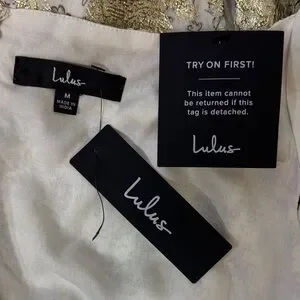 Lulus
M
MADE IN
INDIA
TRY ON FIRST!
This item cannot
be returned if this
tag is detached.
Lulus
Lulus